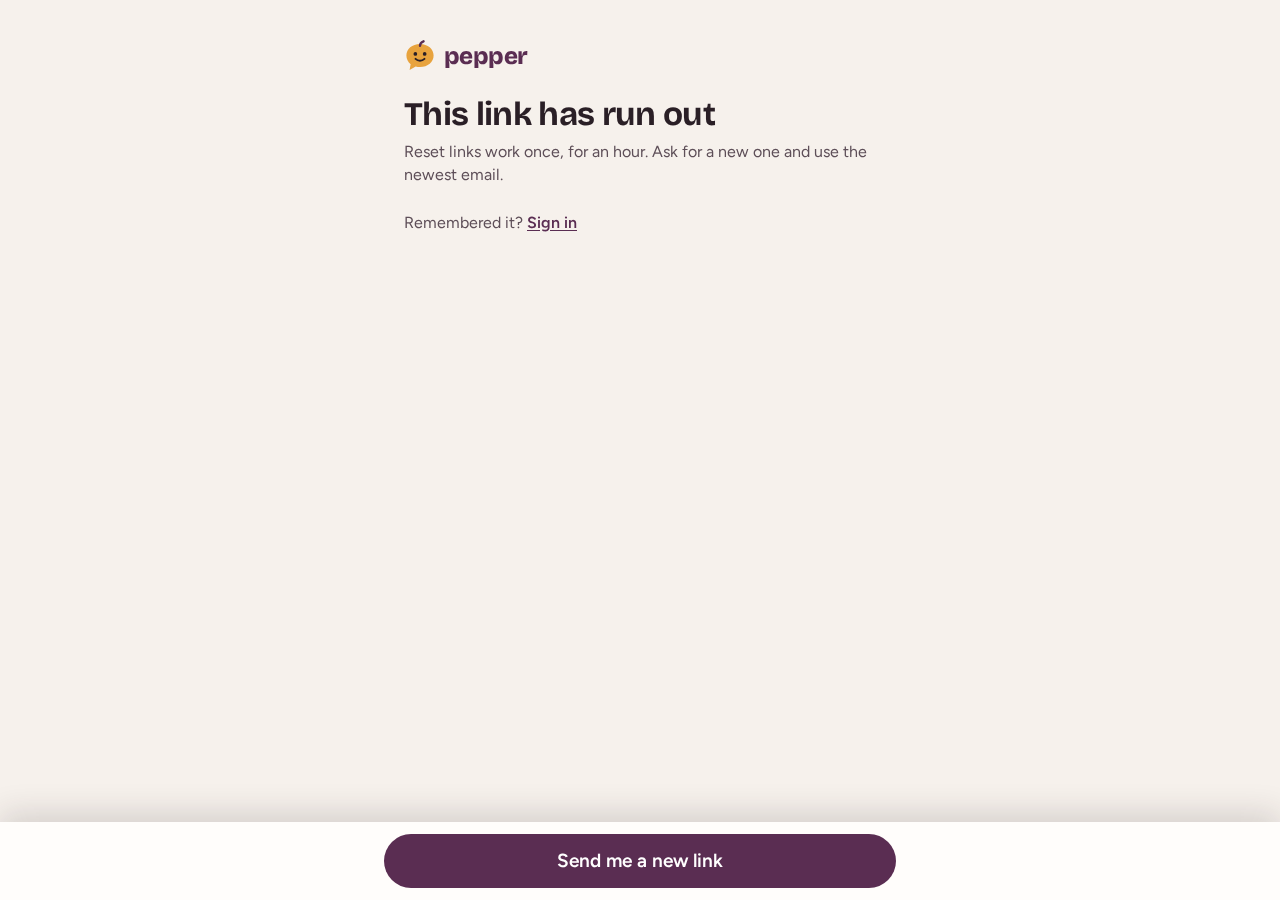 pepper
This link has run out
Reset links work once, for an hour. Ask for a new one and use the
newest email.
Remembered it? Sign in
Send me a new link